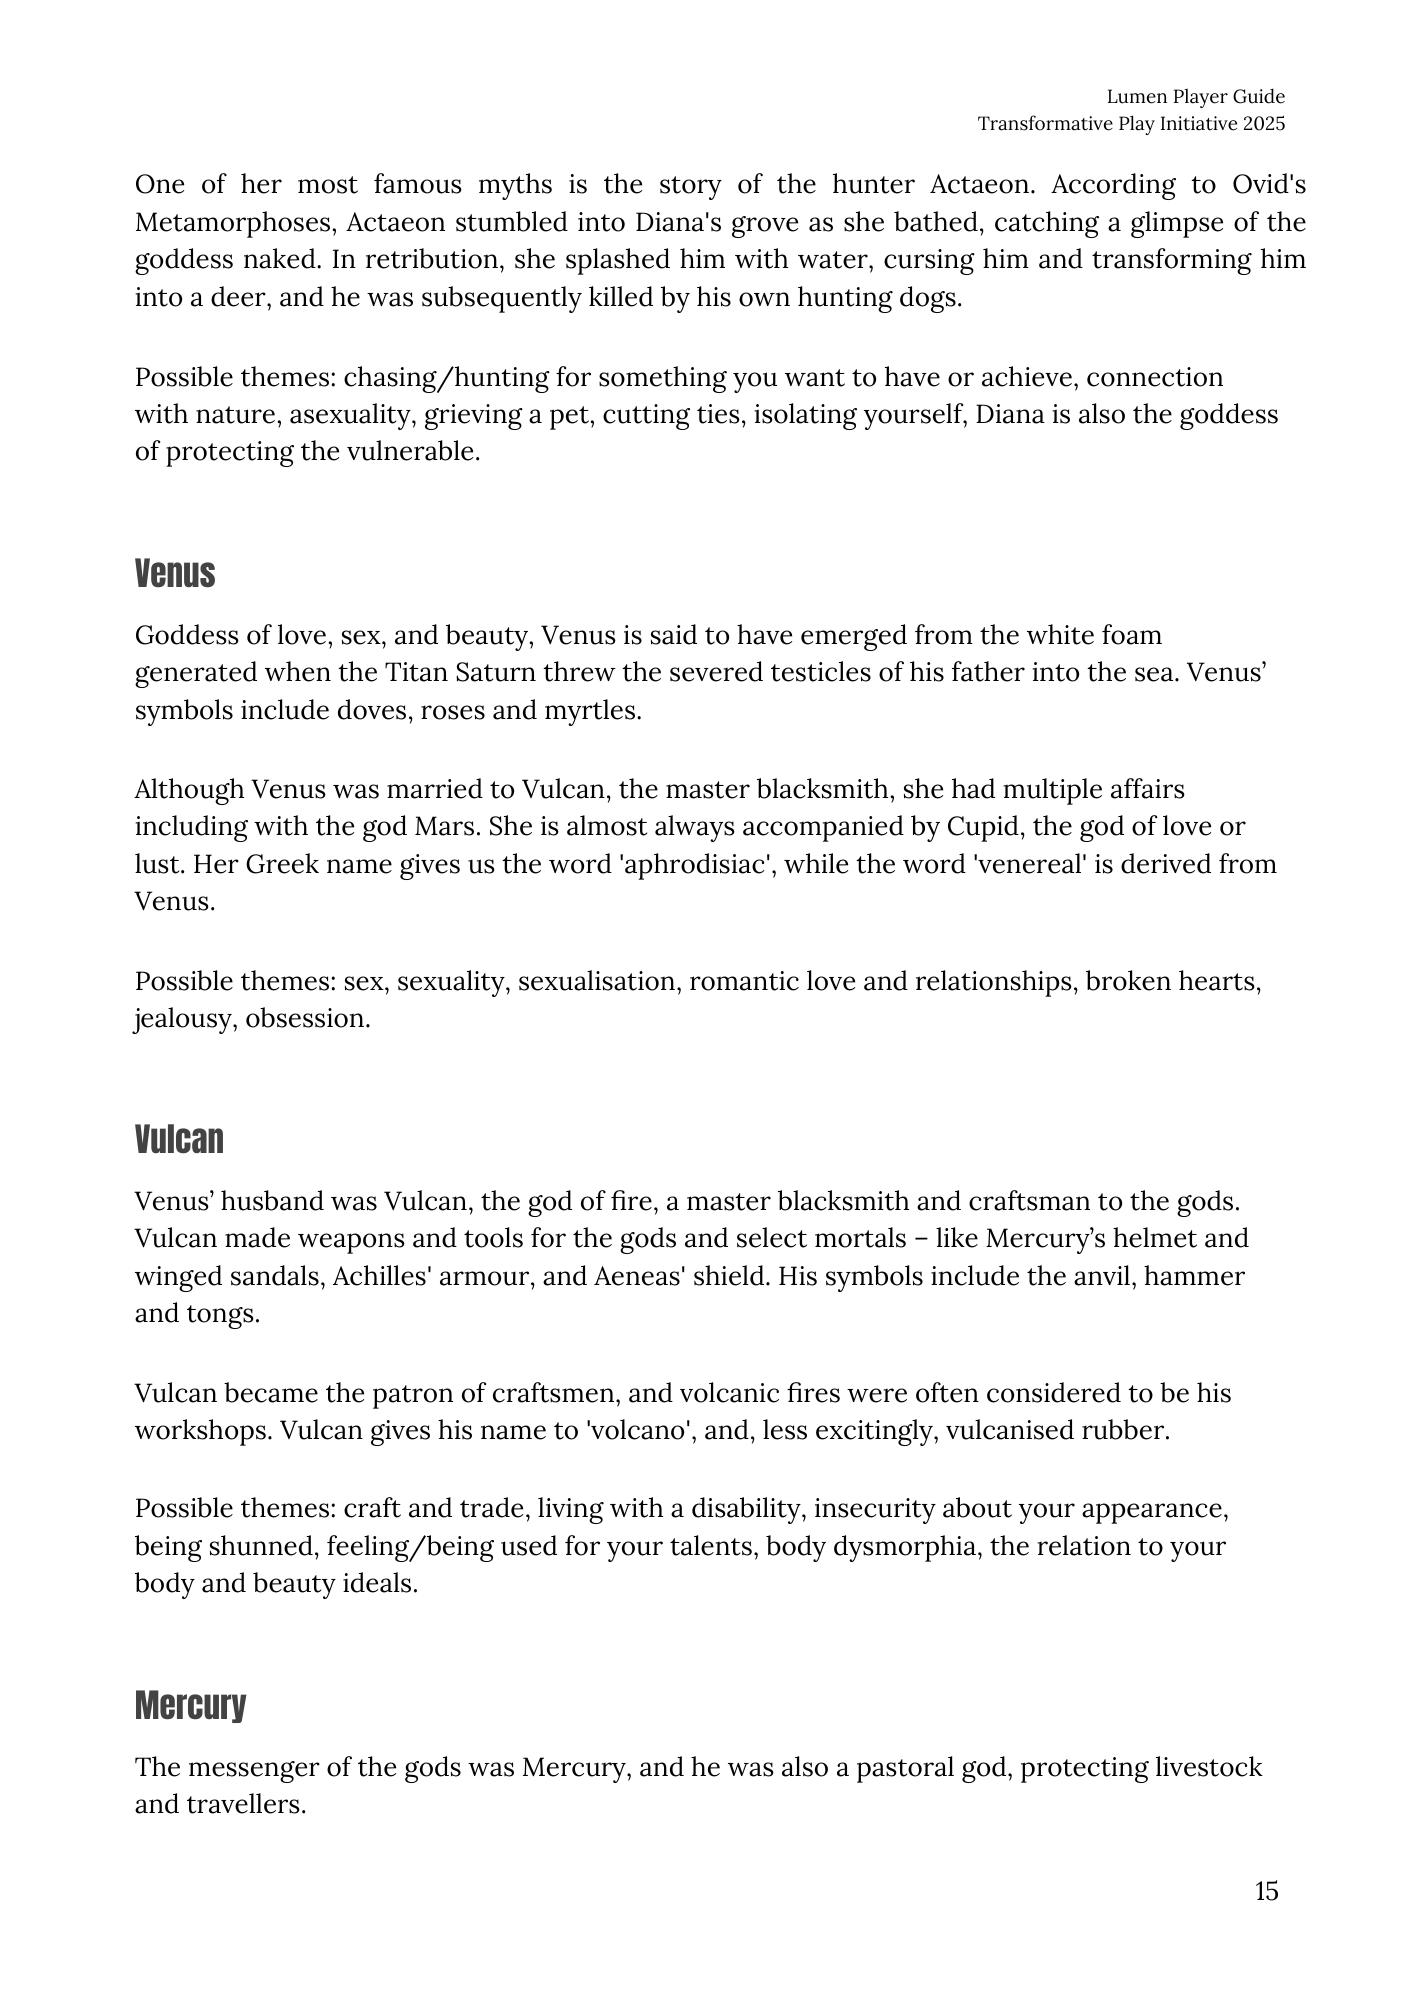 Lumen Player Guide
Transformative Play Initiative 2025
One of her most famous myths is the story of the hunter Actaeon. According to Ovid's
Metamorphoses, Actaeon stumbled into Diana's grove as she bathed, catching a glimpse of the
goddess naked. In retribution, she splashed him with water, cursing him and transforming him
into a deer, and he was subsequently killed by his own hunting dogs.
Possible themes: chasing/hunting for something you want to have or achieve, connection
with nature, asexuality, grieving a pet, cutting ties, isolating yourself, Diana is also the goddess
of protecting the vulnerable.
Venus
Goddess of love, sex, and beauty, Venus is said to have emerged from the white foam
generated when the Titan Saturn threw the severed testicles of his father into the sea. Venus’
symbols include doves, roses and myrtles.
Although Venus was married to Vulcan, the master blacksmith, she had multiple affairs
including with the god Mars. She is almost always accompanied by Cupid, the god of love or
lust. Her Greek name gives us the word 'aphrodisiac', while the word 'venereal' is derived from
Venus.
Possible themes: sex, sexuality, sexualisation, romantic love and relationships, broken hearts,
jealousy, obsession.
Vulcan
Venus’ husband was Vulcan, the god of fire, a master blacksmith and craftsman to the gods.
Vulcan made weapons and tools for the gods and select mortals – like Mercury’s helmet and
winged sandals, Achilles' armour, and Aeneas' shield. His symbols include the anvil, hammer
and tongs.
Vulcan became the patron of craftsmen, and volcanic fires were often considered to be his
workshops. Vulcan gives his name to 'volcano', and, less excitingly, vulcanised rubber.
Possible themes: craft and trade, living with a disability, insecurity about your appearance,
being shunned, feeling/being used for your talents, body dysmorphia, the relation to your
body and beauty ideals.
Mercury
The messenger of the gods was Mercury, and he was also a pastoral god, protecting livestock
and travellers.
15